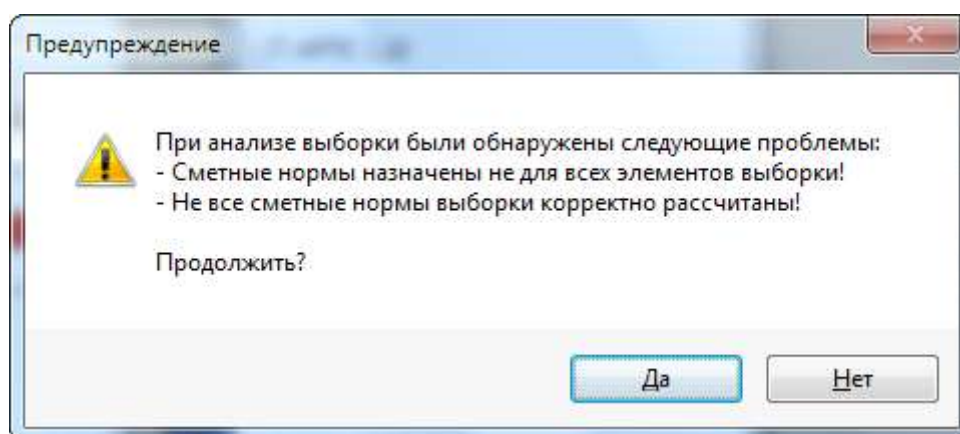 Предупреждение
При анализе выборки были обнаружены следующие проблемы:
- Сметные нормы назначены не для всех элементов выборки!
- Не все сметные нормы выборки корректно рассчитаны!
Продолжить?
Да
Нет